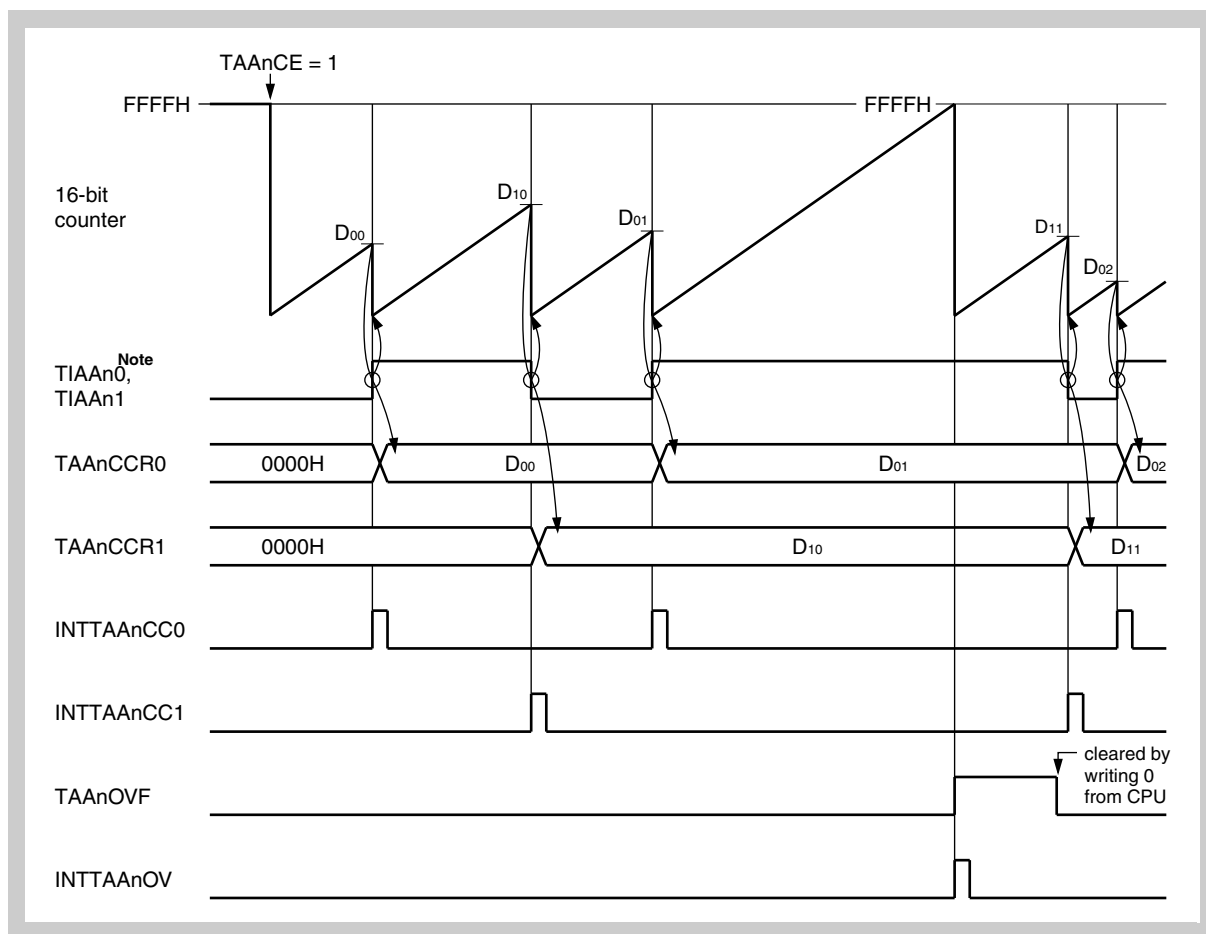 TAAnCE = 1
FFFFH
FFFFH
16-bit
counter
D00
D10
D01
D11
D02
Note
TIAAn0,
TIAAn1
TAAnCCR0
0000H
D00
D01
D02
TAAnCCR1
0000H
D10
D11
INTTAAnCC0
INTTAAnCC1
cleared by
writing 0
from CPU
TAAnOVF
INTTAAnOV